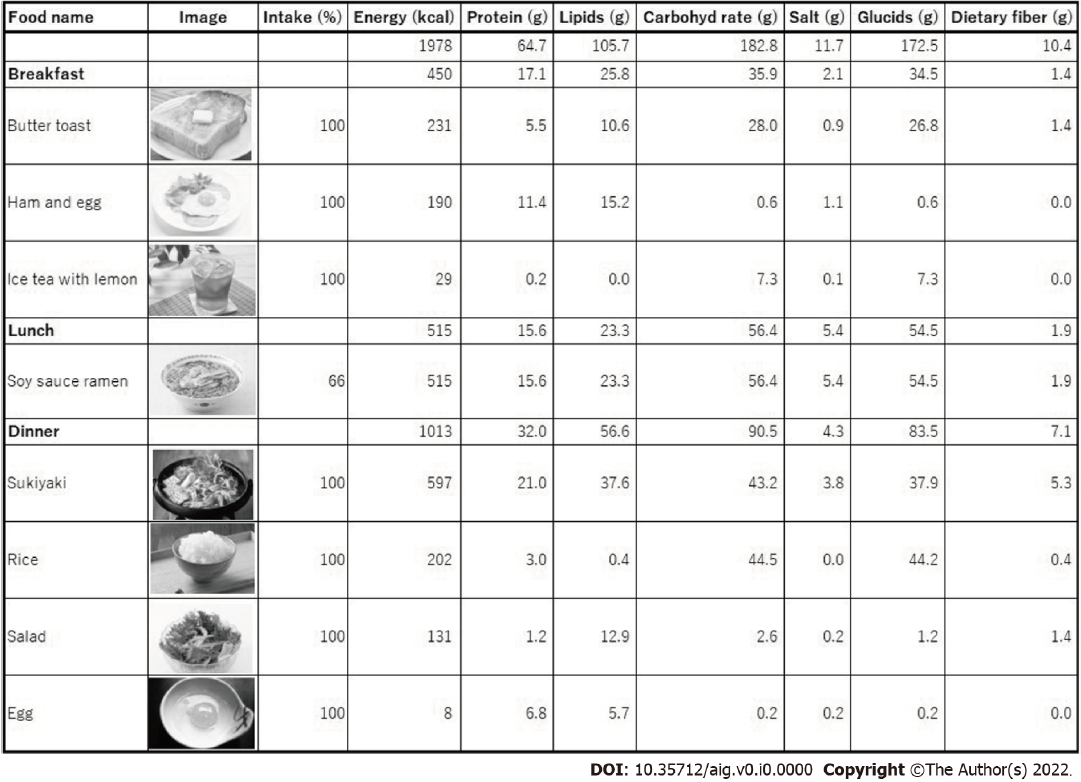 Food name Image Intake (%) Energy (kcal) Protein (g) Lipids (g) Carbohyd rate (g) Salt (g) Glucids (g) Dietary fiber (g)
1978 64.7 105.7 182.8 11.7 172.5 10.4
Breakfast 450 17.1 25.8 35.9 2.1 34.5 1.4
Butter toast 100 231 5.5 10.6 28.0 0.9 26.8 1.4
Ham and egg 100 190 11.4 15.2 0.6 1.1 0.6 0.0
Ice tea with lemon 100 29 0.2 0.0 7.3 0.1 7.3 0.0
Lunch 515 15.6 23.3 56.4 5.4 54.5 1.9
Soy sauce ramen 66 515 15.6 23.3 56.4 5.4 54.5 1.9
Dinner 1013 32.0 56.6 90.5 4.3 83.5 7.1
Sukiyaki 100 597 21.0 37.6 43.2 3.8 37.9 5.3
Rice 100 202 3.0 0.4 44.5 0.0 44.2 0.4
Salad 100 131 1.2 12.9 2.6 0.2 1.2 1.4
Egg 100 8 6.8 5.7 0.2 0.2 0.2 0.0
DOI: 10.35712/aig.v0.i0.0000 Copyright ©The Author(s) 2022.